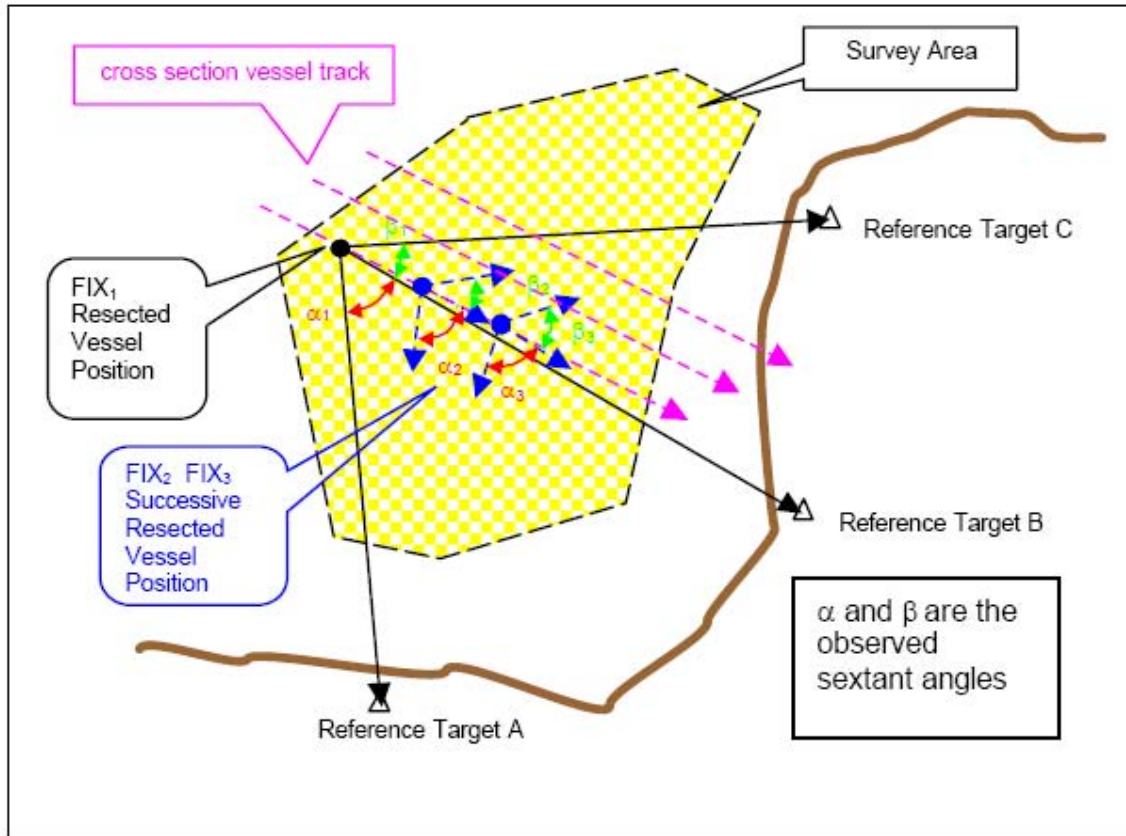 cross section vessel track
Survey Area
β₁
Reference Target C
FIX₁
Resected
Vessel
Position
α₁
β₂
β₃
α₂
α₃
FIX₂ FIX₃
Successive
Resected
Vessel
Position
Reference Target B
α and β are the
observed
sextant angles
Reference Target A